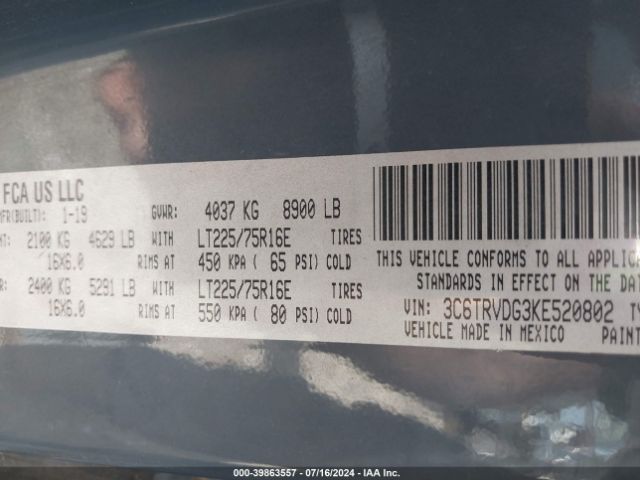 FCA US LLC
MFR(BUILT): 1-19 GVWR: 4037 KG 8900 LB
2100 KG 4629 LB WITH LT225/75R16E TIRES
16X6.0 RIMS AT 450 KPA ( 65 PSI) COLD
2400 KG 5291 LB WITH LT225/75R16E TIRES
16X6.0 RIMS AT 550 KPA ( 80 PSI) COLD
THIS VEHICLE CONFORMS TO ALL
STANDARDS IN EFFECT ON THE
VIN: 3C6TRVDG3KE520802
VEHICLE MADE IN MEXICO PAINT
000-39863557 - 07/16/2024 - IAA Inc.